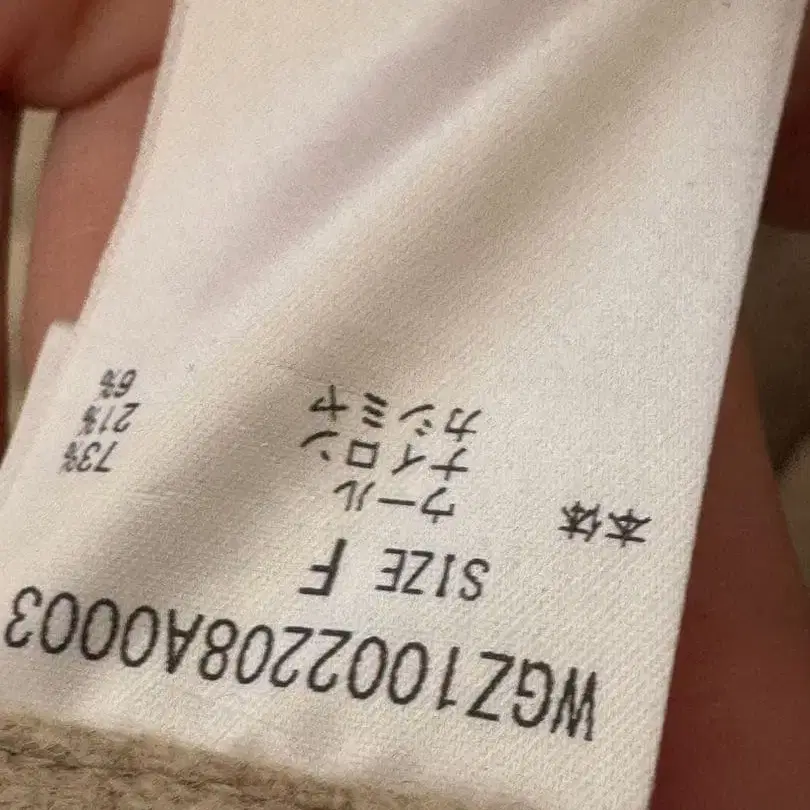 WGZ1002208A0003
SIZE F
本体 ウール 73%
ナイロン 21%
カシミヤ 6%